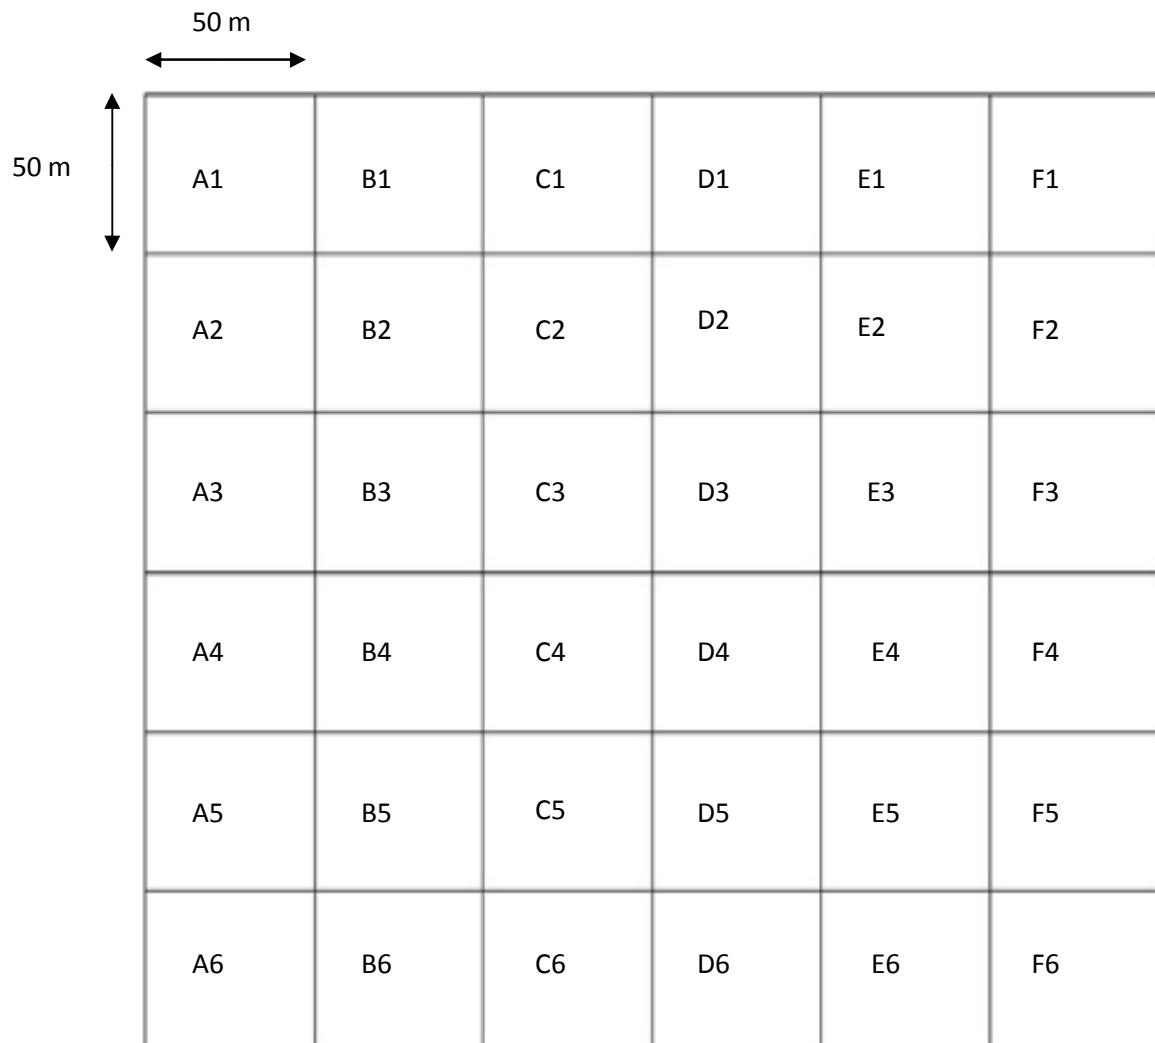 50 m
50 m
A1 B1 C1 D1 E1 F1
A2 B2 C2 D2 E2 F2
A3 B3 C3 D3 E3 F3
A4 B4 C4 D4 E4 F4
A5 B5 C5 D5 E5 F5
A6 B6 C6 D6 E6 F6